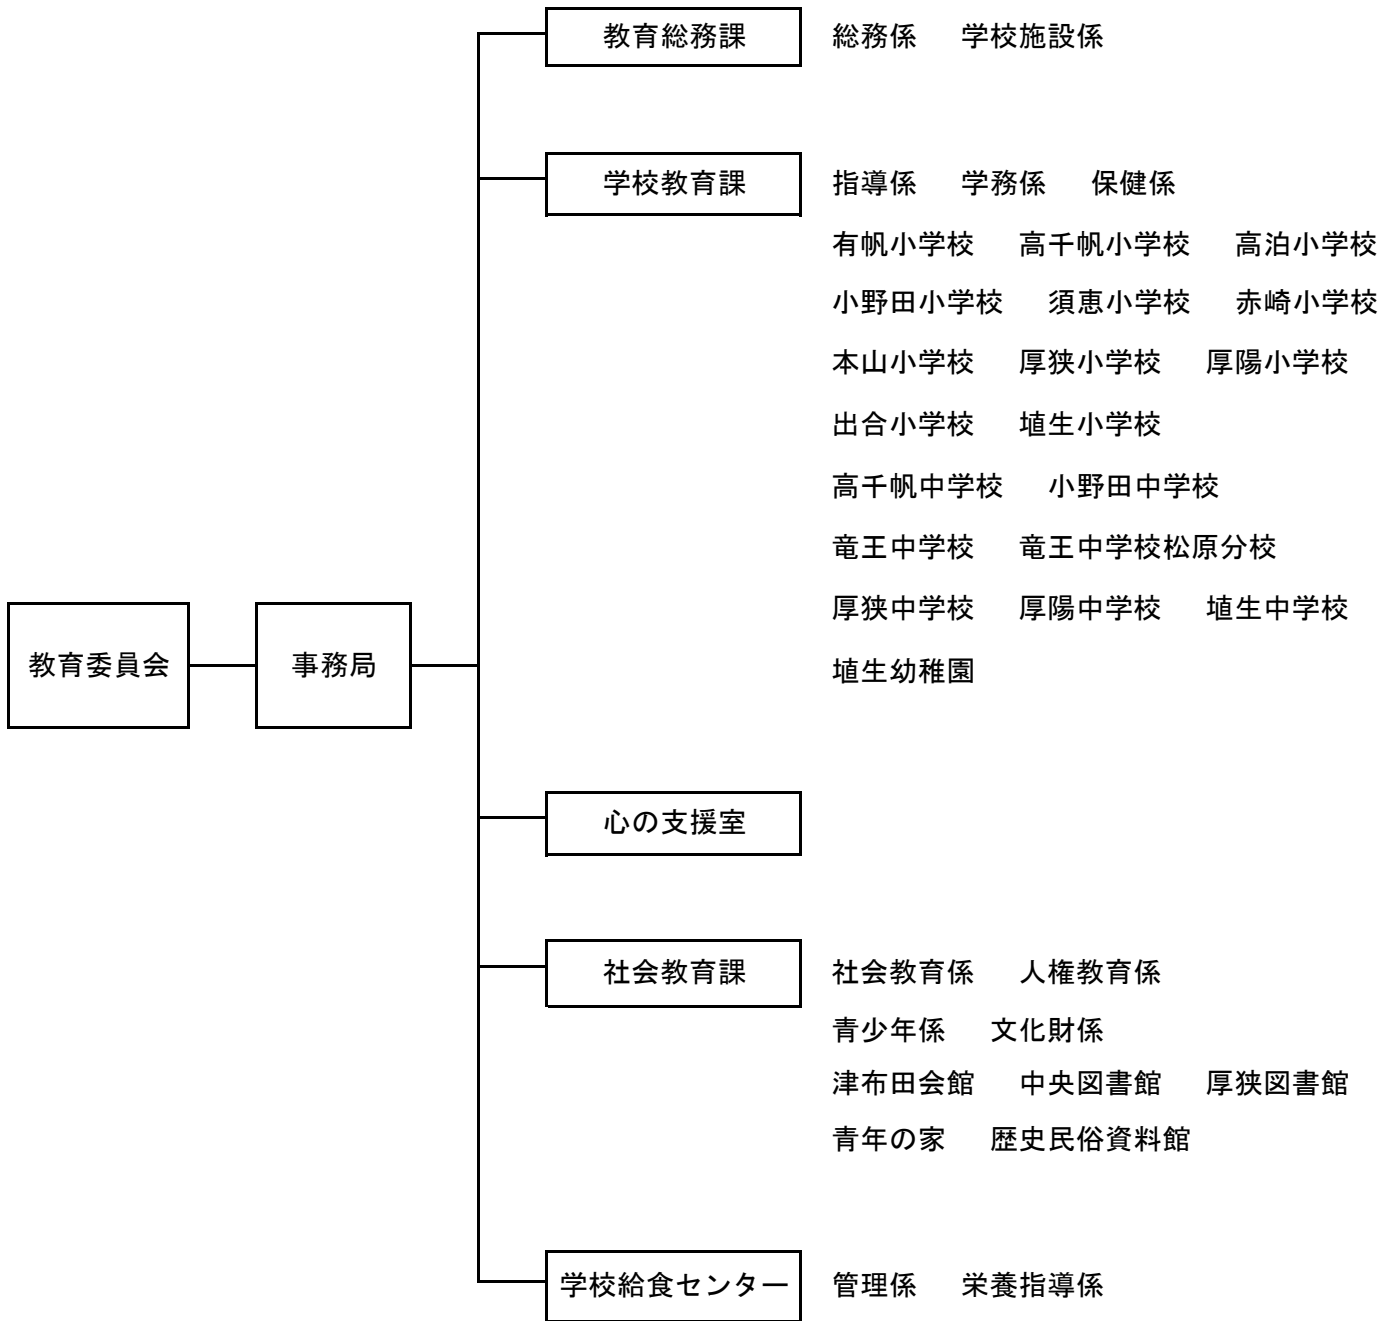 教育総務課 総務係 学校施設係
学校教育課 指導係 学務係 保健係
有帆小学校 高千帆小学校 高泊小学校
小野田小学校 須恵小学校 赤崎小学校
本山小学校 厚狭小学校 厚陽小学校
出合小学校 埴生小学校
高千帆中学校 小野田中学校
竜王中学校 竜王中学校松原分校
厚狭中学校 厚陽中学校 埴生中学校
教育委員会 事務局
埴生幼稚園
心の支援室
社会教育課 社会教育係 人権教育係
青少年係 文化財係
津布田会館 中央図書館 厚狭図書館
青年の家 歴史民俗資料館
学校給食センター 管理係 栄養指導係